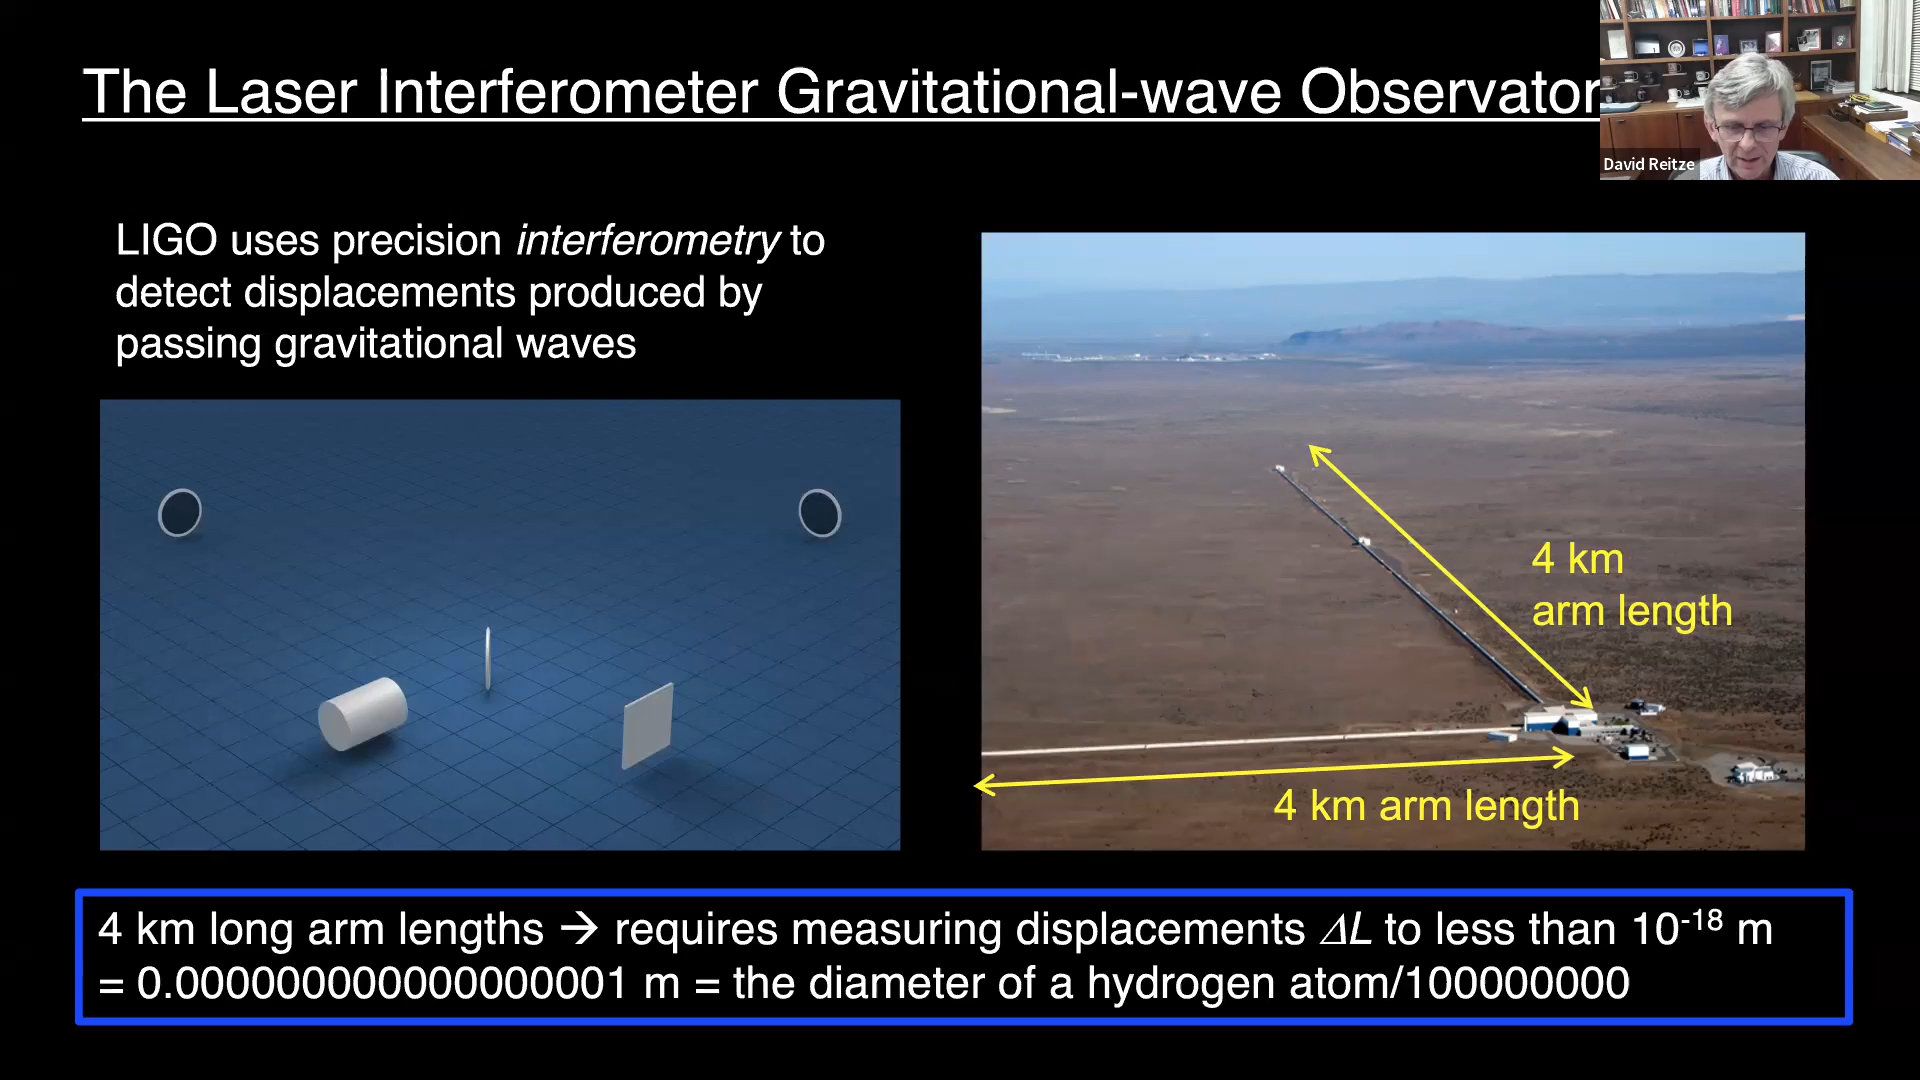 The Laser Interferometer Gravitational-wave Observator
David Reitze
LIGO uses precision interferometry to
detect displacements produced by
passing gravitational waves
4 km
arm length
4 km arm length
4 km long arm lengths → requires measuring displacements ΔL to less than 10⁻¹⁸ m
= 0.000000000000000001 m = the diameter of a hydrogen atom/100000000